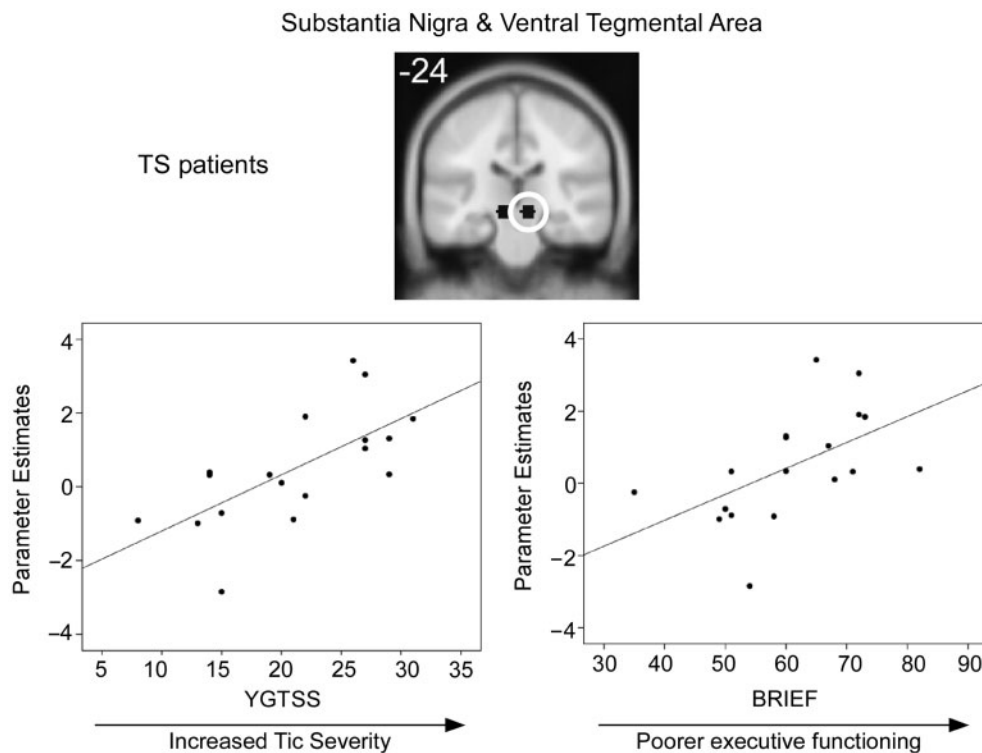 Substantia Nigra & Ventral Tegmental Area
-24
TS patients
Parameter Estimates
4
2
0
−2
−4
5 10 15 20 25 30 35
YGTSS
Increased Tic Severity
Parameter Estimates
4
2
0
−2
−4
30 40 50 60 70 80 90
BRIEF
Poorer executive functioning